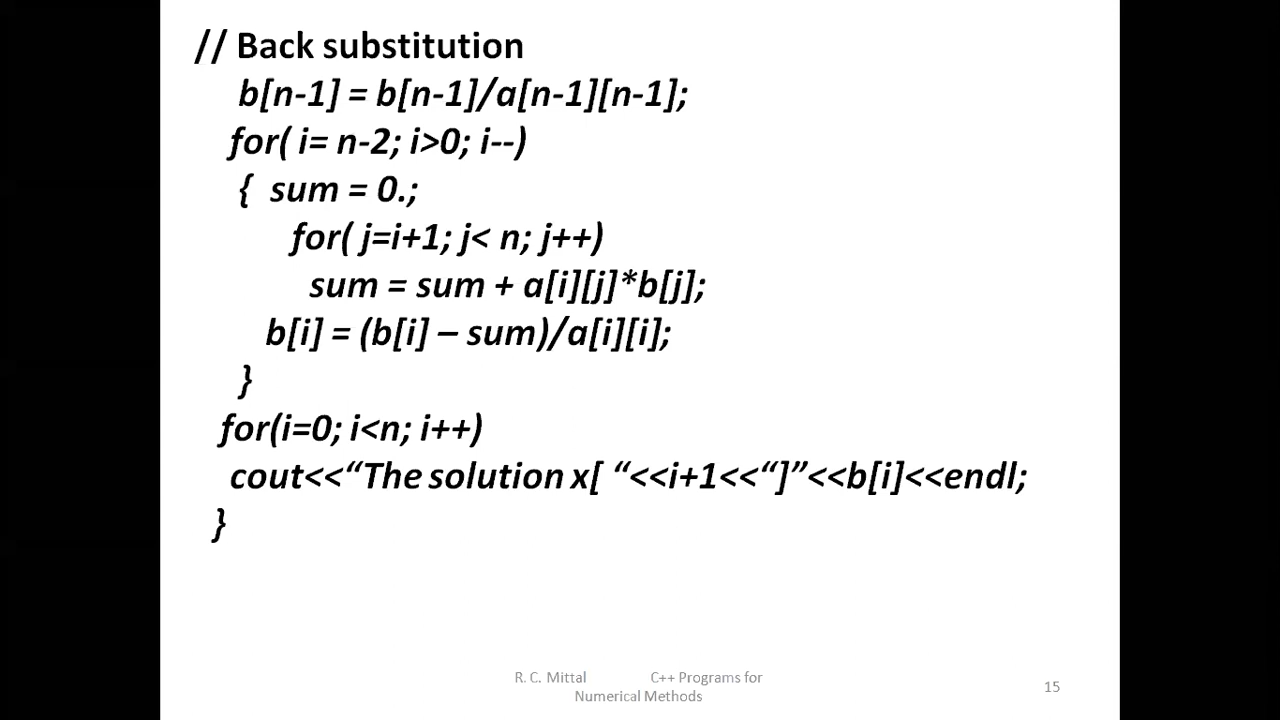 // Back substitution
b[n-1] = b[n-1]/a[n-1][n-1];
for( i= n-2; i>0; i--)
{ sum = 0.;
for( j=i+1; j< n; j++)
sum = sum + a[i][j]*b[j];
b[i] = (b[i] – sum)/a[i][i];
}
for(i=0; i<n; i++)
cout<<“The solution x[ “<<i+1<<“]”<<b[i]<<endl;
}
R. C. Mittal C++ Programs for
Numerical Methods
15